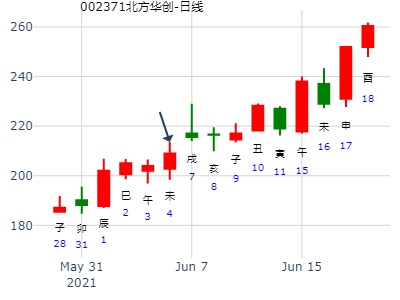 002371北方华创-日线
260
240
220
200
180
子
28
卯
31
辰
1
巳
2
午
3
未
4
戌
7
亥
8
子
9
丑
10
寅
11
午
15
未
16
申
17
酉
18
May 31
2021
Jun 7
Jun 15